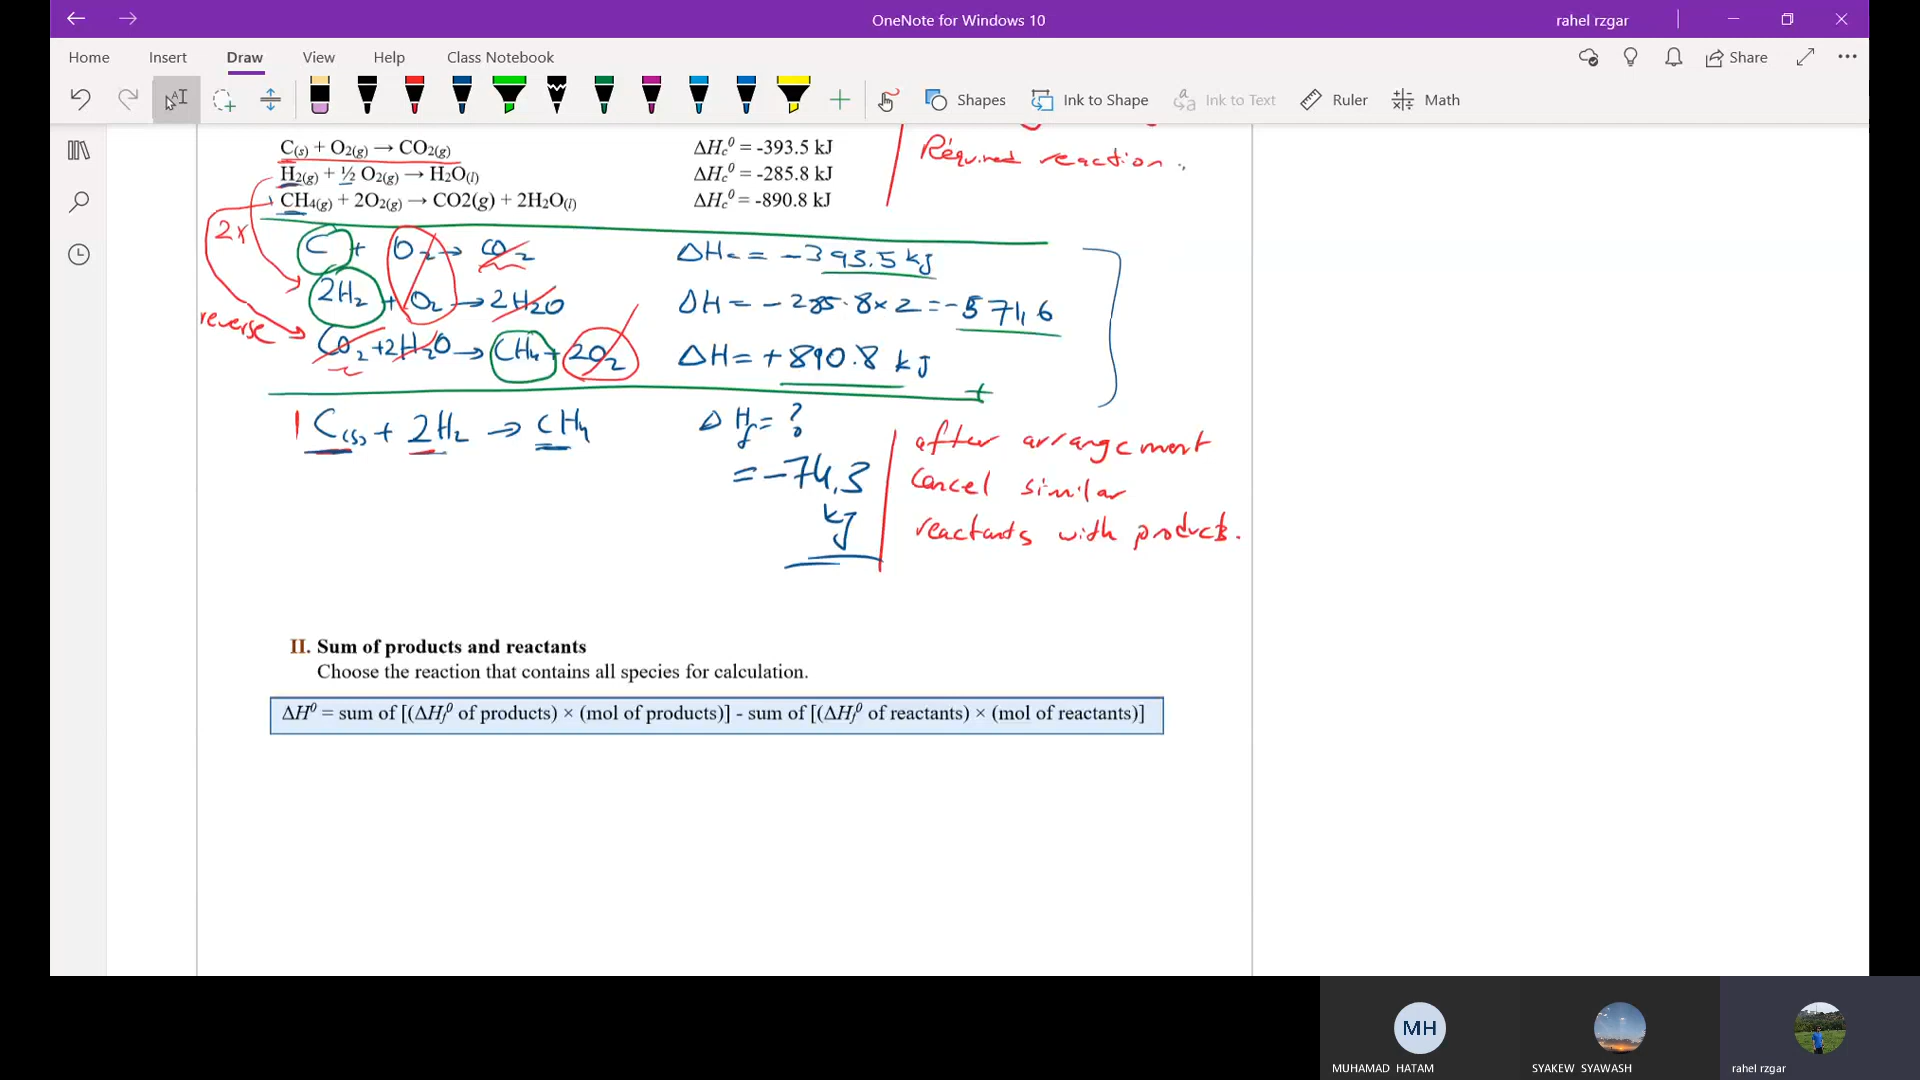 OneNote for Windows 10
rahel rzgar
Home Insert Draw View Help Class Notebook
Share
Shapes Ink to Shape Ink to Text Ruler Math
C(s) + O2(g) → CO2(g) ΔHc⁰ = -393.5 kJ
Required reaction .
H2(g) + ½ O2(g) → H2O(l) ΔHc⁰ = -285.8 kJ
CH4(g) + 2O2(g) → CO2(g) + 2H2O(l) ΔHc⁰ = -890.8 kJ
2x
C + O2 → CO2 ΔHc = -393.5 kJ
2H2 + O2 → 2H2O ΔH = -285.8×2 = -571,6
reverse
CO2 + 2H2O → CH4 + 2O2 ΔH = +890.8 kJ
+
1 C(s) + 2H2 → CH4 ΔHf = ?
= -74,3
kJ
after arrangement
cancel similar
reactants with products.
II. Sum of products and reactants
Choose the reaction that contains all species for calculation.
ΔH⁰ = sum of [(ΔHf⁰ of products) × (mol of products)] - sum of [(ΔHf⁰ of reactants) × (mol of reactants)]
MH
MUHAMAD HATAM
SYAKEW SYAWASH
rahel rzgar